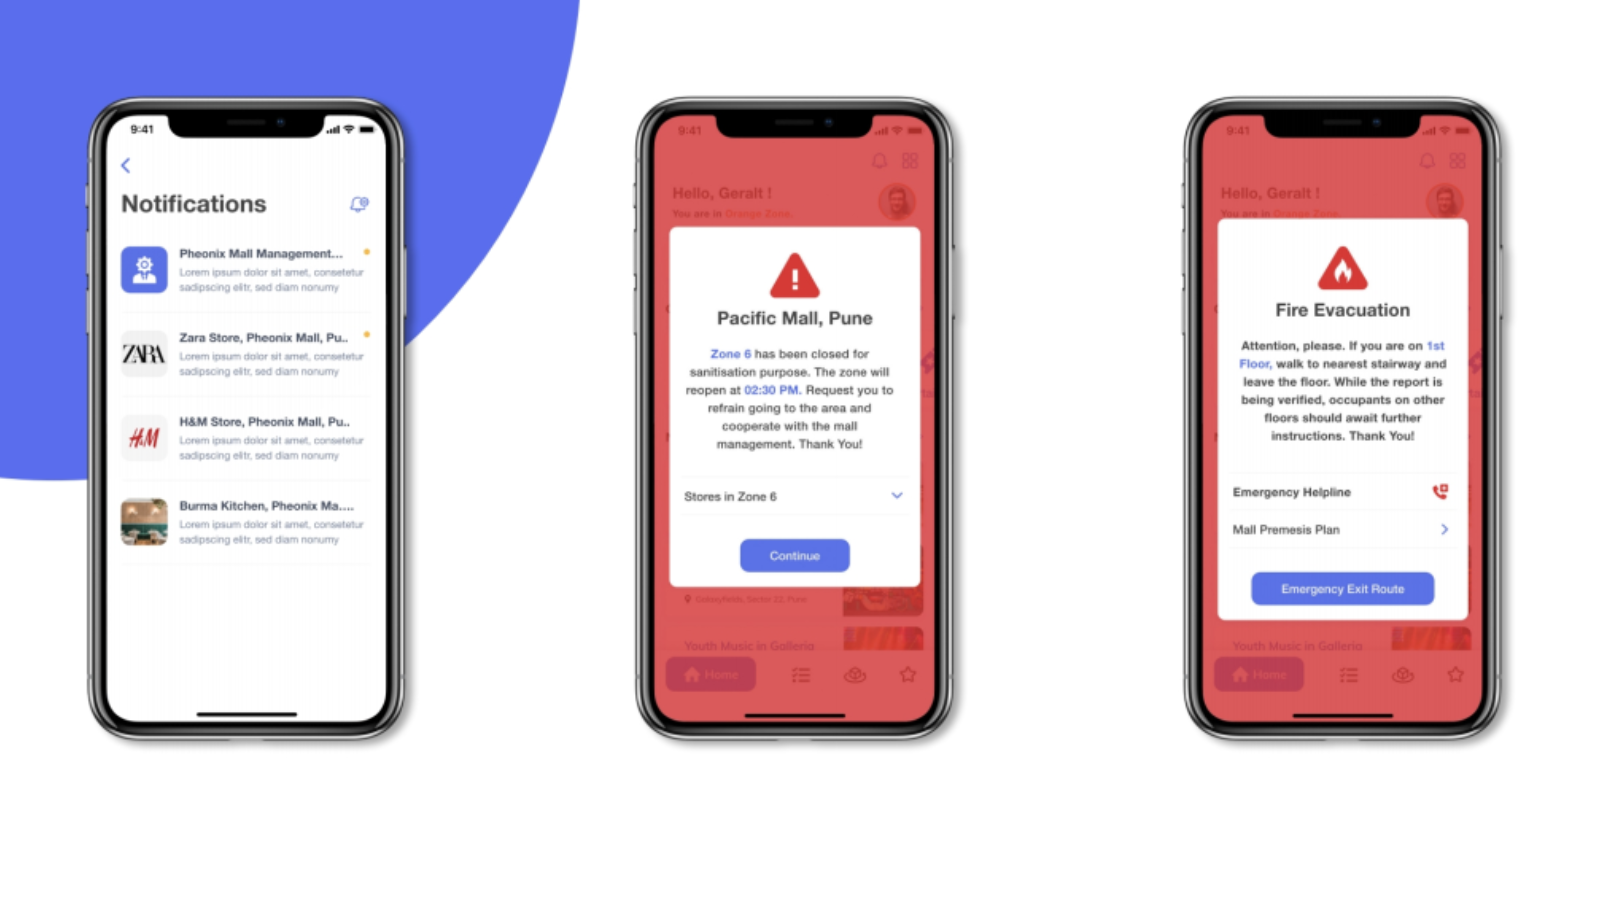 9:41
Notifications
Pheonix Mall Management...
Lorem ipsum dolor sit amet, consetetur
sadipscing elitr, sed diam nonumy
ZARA
Zara Store, Pheonix Mall, Pu..
Lorem ipsum dolor sit amet, consetetur
sadipscing elitr, sed diam nonumy
H&M
H&M Store, Pheonix Mall, Pu..
Lorem ipsum dolor sit amet, consetetur
sadipscing elitr, sed diam nonumy
Burma Kitchen, Pheonix Ma....
Lorem ipsum dolor sit amet, consetetur
sadipscing elitr, sed diam nonumy
9:41
Hello, Geralt !
You are in Orange Zone.
Pacific Mall, Pune
Zone 6 has been closed for
sanitisation purpose. The zone will
reopen at 02:30 PM. Request you to
refrain going to the area and
cooperate with the mall
management. Thank You!
Stores in Zone 6
Continue
Sector 22, Pune
Youth Music in Galleria
Home
9:41
Hello, Geralt !
You are in Orange Zone.
Fire Evacuation
Attention, please. If you are on 1st
Floor, walk to nearest stairway and
leave the floor. While the report is
being verified, occupants on other
floors should await further
instructions. Thank You!
Emergency Helpline
Mall Premesis Plan
Emergency Exit Route
Youth Music in Galleria
Home